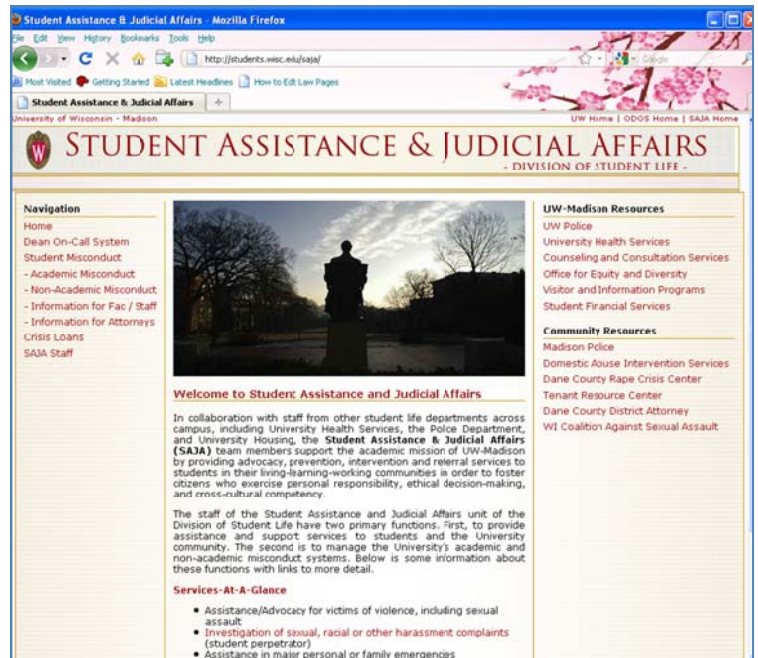 Student Assistance & Judicial Affairs - Mozilla Firefox
File Edit View History Bookmarks Tools Help
http://students.wisc.edu/saja/
Google
Most Visited Getting Started Latest Headlines How to Edit Law Pages
Student Assistance & Judicial Affairs
University of Wisconsin - Madison
UW Home | ODOS Home | SAJA Home
W
STUDENT ASSISTANCE & JUDICIAL AFFAIRS
- DIVISION OF STUDENT LIFE -
Navigation
Home
Dean On-Call System
Student Misconduct
- Academic Misconduct
- Non-Academic Misconduct
- Information for Fac / Staff
- Information for Attorneys
Crisis Loans
SAJA Staff
Welcome to Student Assistance and Judicial Affairs
In collaboration with staff from other student life departments across
campus, including University Health Services, the Police Department,
and University Housing, the Student Assistance & Judicial Affairs
(SAJA) team members support the academic mission of UW-Madison
by providing advocacy, prevention, intervention and referral services to
students in their living-learning-working communities in order to foster
citizens who exercise personal responsibility, ethical decision-making,
and cross-cultural competency.
The staff of the Student Assistance and Judicial Affairs unit of the
Division of Student Life have two primary functions. First, to provide
assistance and support services to students and the University
community. The second is to manage the University's academic and
non-academic misconduct systems. Below is some information about
these functions with links to more detail.
Services-At-A-Glance
Assistance/Advocacy for victims of violence, including sexual
assault
Investigation of sexual, racial or other harassment complaints
(student perpetrator)
Assistance in major personal or family emergencies
UW-Madison Resources
UW Police
University Health Services
Counseling and Consultation Services
Office for Equity and Diversity
Visitor and Information Programs
Student Financial Services
Community Resources
Madison Police
Domestic Abuse Intervention Services
Dane County Rape Crisis Center
Tenant Resource Center
Dane County District Attorney
WI Coalition Against Sexual Assault